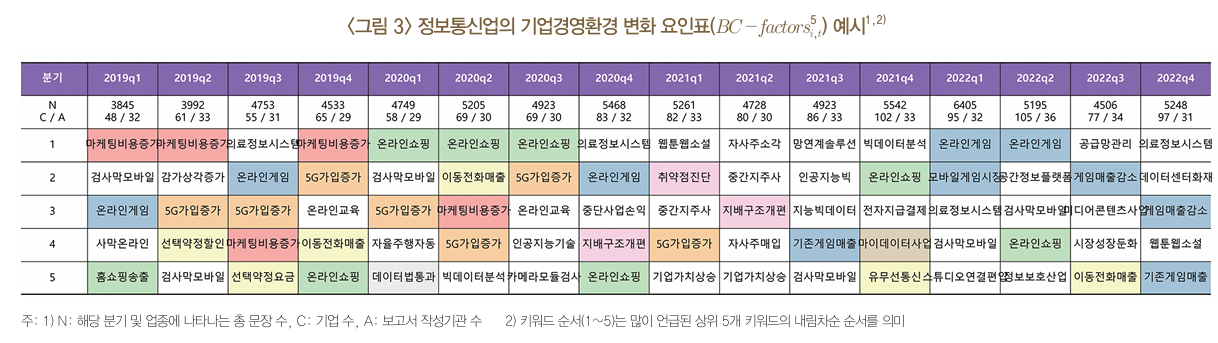 <그림 3> 정보통신업의 기업경영환경 변화 요인표(BC−factors⁵ᵢ,ₜ) 예시¹,²⁾
분기 2019q1 2019q2 2019q3 2019q4 2020q1 2020q2 2020q3 2020q4 2021q1 2021q2 2021q3 2021q4 2022q1 2022q2 2022q3 2022q4
N 3845 3992 4753 4533 4749 5205 4923 5468 5261 4728 4923 5542 6405 5195 4506 5248
C / A 48 / 32 61 / 33 55 / 31 65 / 29 58 / 29 69 / 30 69 / 30 83 / 32 82 / 33 80 / 30 86 / 33 102 / 33 95 / 32 105 / 36 77 / 34 97 / 31
1 마케팅비용증가 마케팅비용증가 의료정보시스템 마케팅비용증가 온라인쇼핑 온라인쇼핑 온라인쇼핑 의료정보시스템 웹툰웹소설 자사주소각 망연계솔루션 빅데이터분석 온라인게임 온라인게임 공급망관리 의료정보시스템
2 검사막모바일 감가상각증가 온라인게임 5G가입증가 검사막모바일 이동전화매출 5G가입증가 온라인게임 취약점진단 중간지주사 인공지능빅 온라인쇼핑 모바일게임시장 공간정보플랫폼 게임매출감소 데이터센터화재
3 온라인게임 5G가입증가 5G가입증가 온라인교육 5G가입증가 마케팅비용증가 온라인교육 중단사업손익 중간지주사 지배구조개편 지능빅데이터 전자지급결제 의료정보시스템 검사막모바일 미디어콘텐츠사업 게임매출감소
4 사막온라인 선택약정할인 마케팅비용증가 이동전화매출 자율주행자동 5G가입증가 인공지능기술 지배구조개편 5G가입증가 자사주매입 기존게임매출 마이데이터사업 검사막모바일 온라인쇼핑 시장성장둔화 웹툰웹소설
5 홈쇼핑송출 검사막모바일 선택약정요금 온라인쇼핑 데이터법통과 빅데이터분석 카메라모듈검사 온라인쇼핑 기업가치상승 기업가치상승 검사막모바일 유무선통신 스튜디오연결편입 정보보호산업 이동전화매출 기존게임매출
주: 1) N: 해당 분기 및 업종에 나타나는 총 문장 수, C: 기업 수, A: 보고서 작성기관 수 2) 키워드 순서(1~5)는 많이 언급된 상위 5개 키워드의 내림차순 순서를 의미